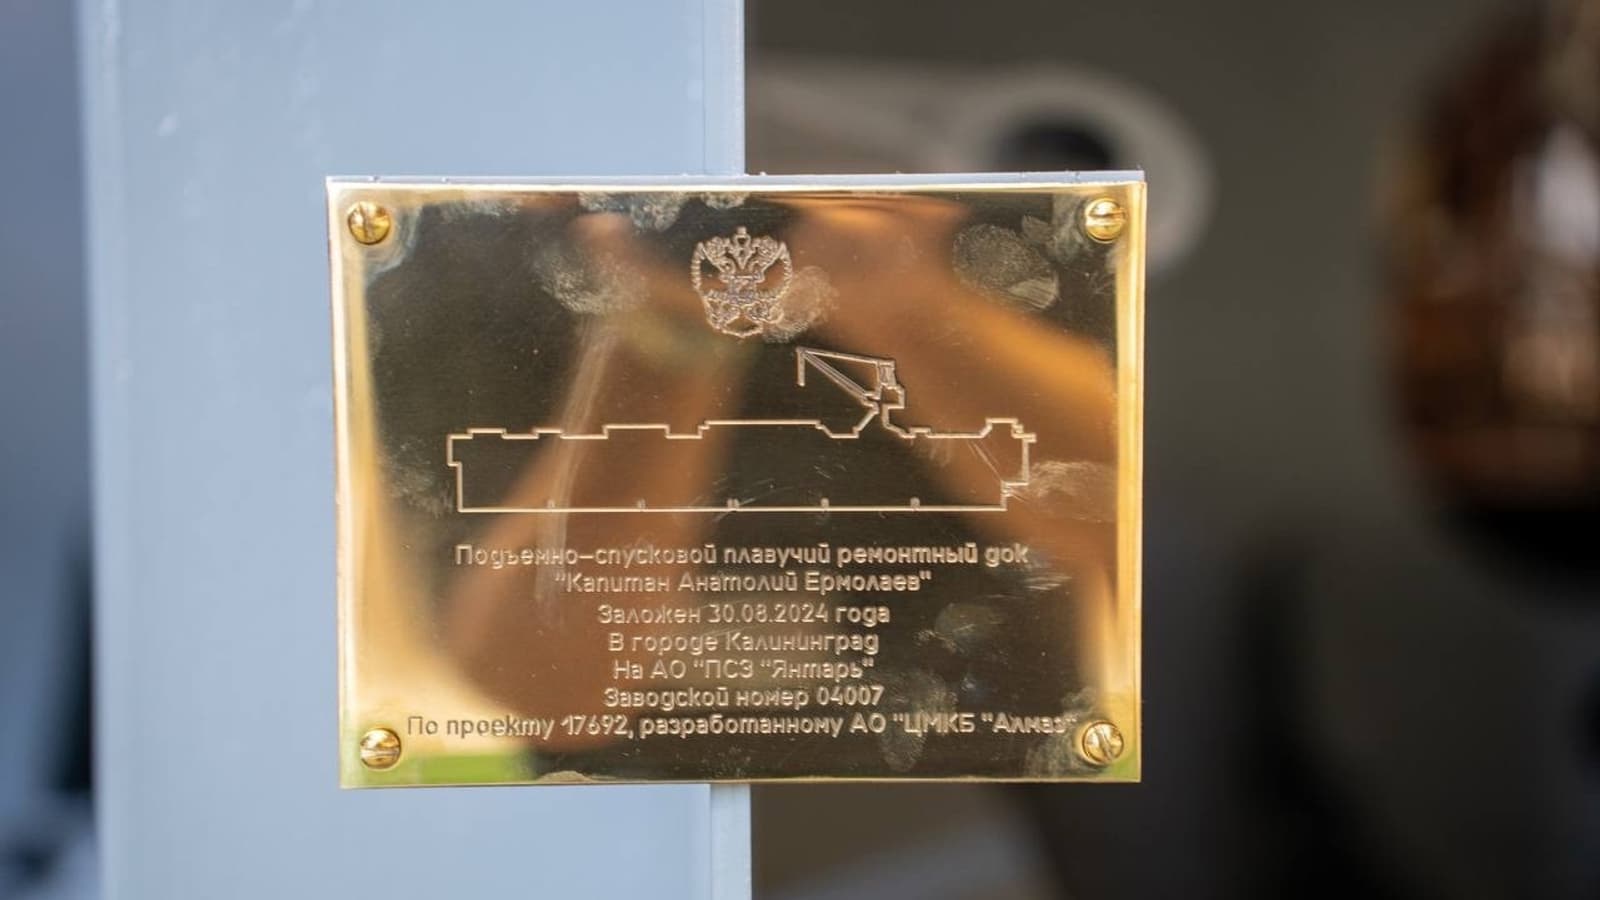 Подъемно-спусковой плавучий ремонтный док
"Капитан Анатолий Ермолаев"
Заложен 30.08.2024 года
В городе Калининград
На АО "ПСЗ "Янтарь"
Заводской номер 04007
По проекту 17692, разработанному АО "ЦМКБ "Алмаз"